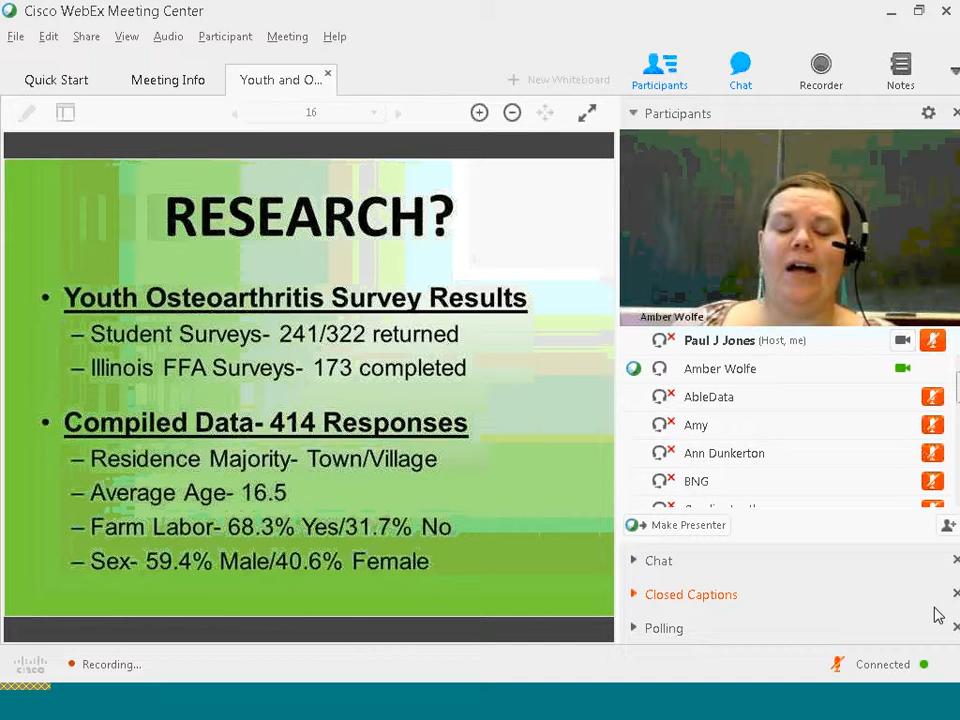 Cisco WebEx Meeting Center
File Edit Share View Audio Participant Meeting Help
Quick Start Meeting Info Youth and O... New Whiteboard
Participants Chat Recorder Notes
16
Participants
RESEARCH?
• Youth Osteoarthritis Survey Results
– Student Surveys- 241/322 returned
– Illinois FFA Surveys- 173 completed
• Compiled Data- 414 Responses
– Residence Majority- Town/Village
– Average Age- 16.5
– Farm Labor- 68.3% Yes/31.7% No
– Sex- 59.4% Male/40.6% Female
Amber Wolfe
Paul J Jones (Host, me)
Amber Wolfe
AbleData
Amy
Ann Dunkerton
BNG
Make Presenter
Chat
Closed Captions
Polling
cisco
Recording...
Connected